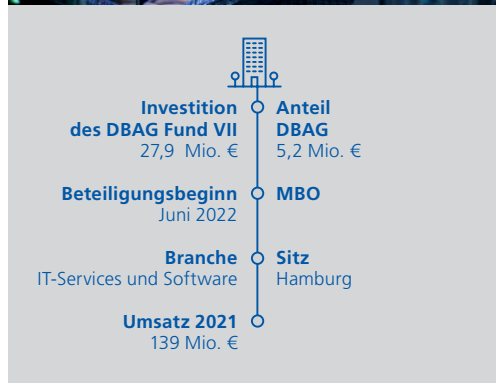 Investition
des DBAG Fund VII
27,9 Mio. €
Anteil
DBAG
5,2 Mio. €
Beteiligungsbeginn
Juni 2022
MBO
Branche
IT-Services und Software
Sitz
Hamburg
Umsatz 2021
139 Mio. €